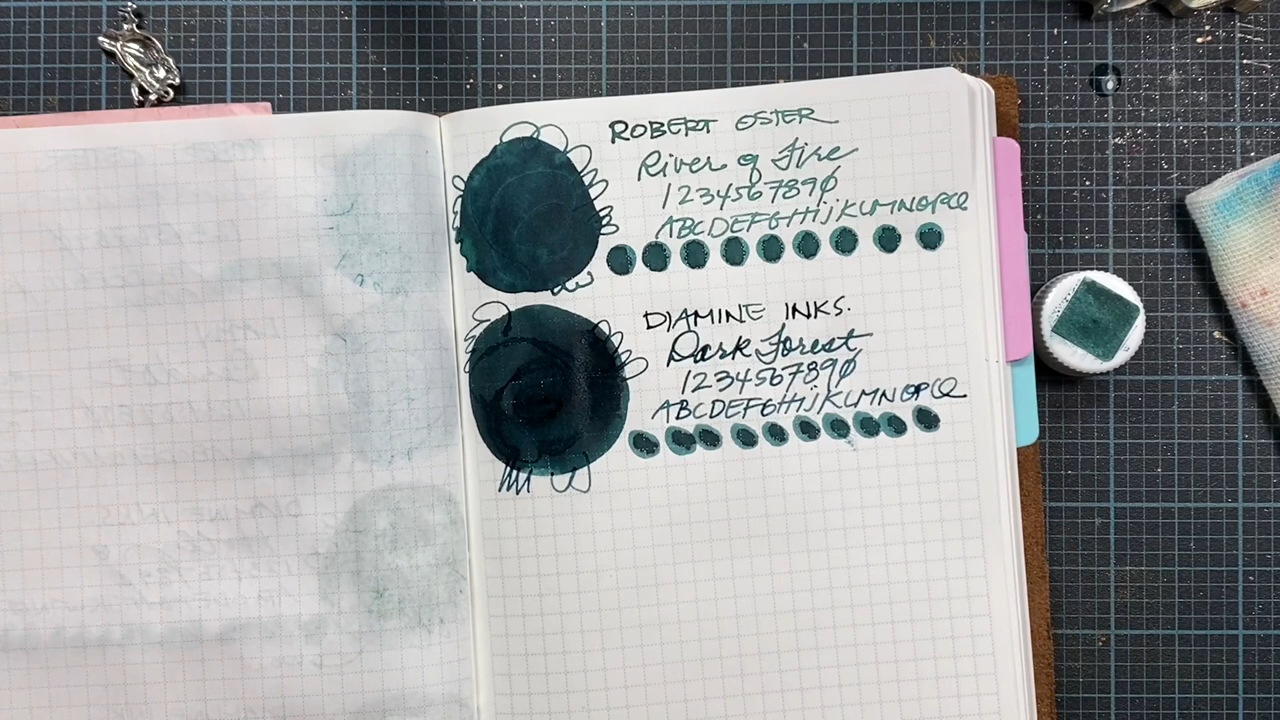 ROBERT OSTER
River of Fire
1234567890
ABCDEFGHIJKLMNOPQ
DIAMINE INKS.
Dark Forest
1234567890
ABCDEFGHIJKLMNOPQ